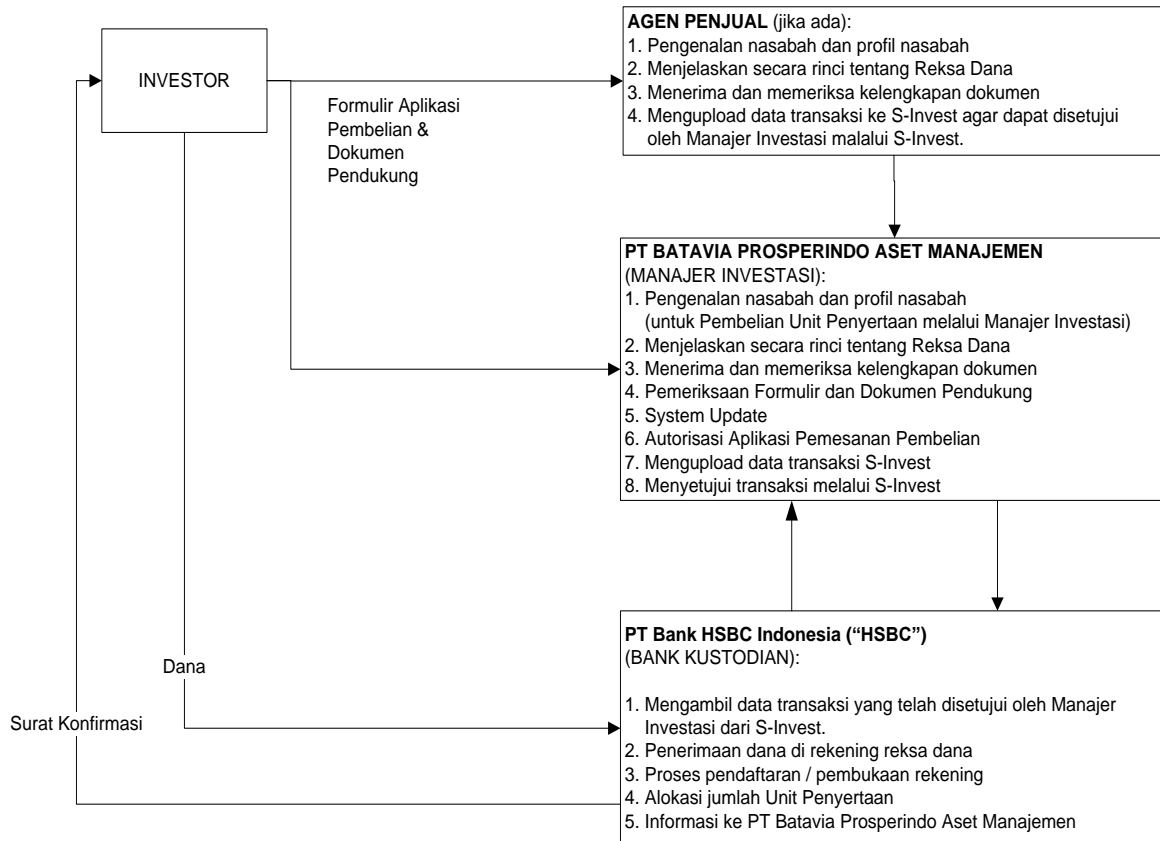 INVESTOR
Formulir Aplikasi
Pembelian &
Dokumen
Pendukung
AGEN PENJUAL (jika ada):
1. Pengenalan nasabah dan profil nasabah
2. Menjelaskan secara rinci tentang Reksa Dana
3. Menerima dan memeriksa kelengkapan dokumen
4. Mengupload data transaksi ke S-Invest agar dapat disetujui
oleh Manajer Investasi malalui S-Invest.
PT BATAVIA PROSPERINDO ASET MANAJEMEN
(MANAJER INVESTASI):
1. Pengenalan nasabah dan profil nasabah
(untuk Pembelian Unit Penyertaan melalui Manajer Investasi)
2. Menjelaskan secara rinci tentang Reksa Dana
3. Menerima dan memeriksa kelengkapan dokumen
4. Pemeriksaan Formulir dan Dokumen Pendukung
5. System Update
6. Autorisasi Aplikasi Pemesanan Pembelian
7. Mengupload data transaksi S-Invest
8. Menyetujui transaksi melalui S-Invest
Dana
Surat Konfirmasi
PT Bank HSBC Indonesia (“HSBC”)
(BANK KUSTODIAN):
1. Mengambil data transaksi yang telah disetujui oleh Manajer
Investasi dari S-Invest.
2. Penerimaan dana di rekening reksa dana
3. Proses pendaftaran / pembukaan rekening
4. Alokasi jumlah Unit Penyertaan
5. Informasi ke PT Batavia Prosperindo Aset Manajemen